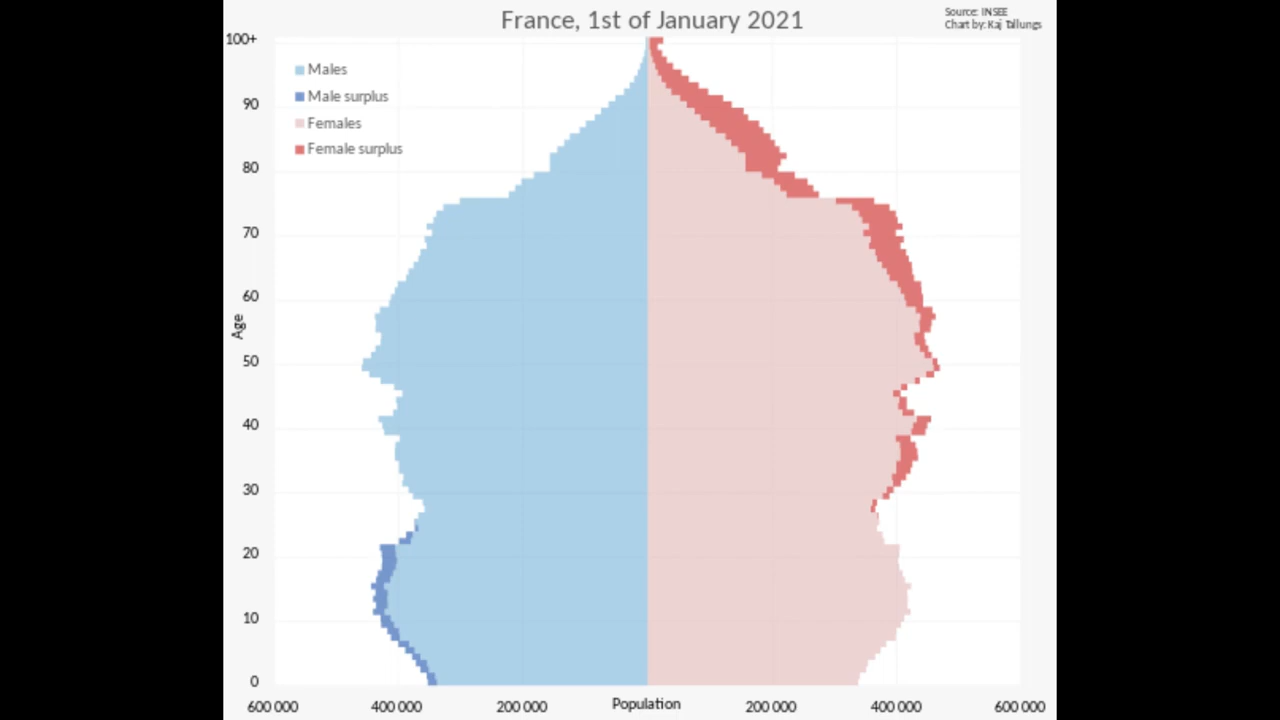 France, 1st of January 2021
Source: INSEE
Chart by: Kaj Tallungs
100+
Males
Male surplus
Females
Female surplus
90
80
70
60
Age
50
40
30
20
10
0
600 000
400 000
200 000
Population
200 000
400 000
600 000